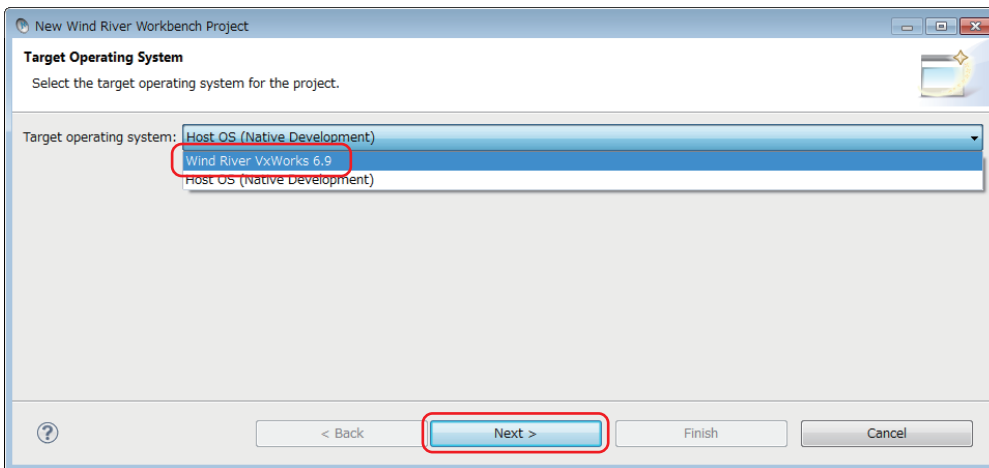 New Wind River Workbench Project
Target Operating System
Select the target operating system for the project.
Target operating system: Host OS (Native Development)
Wind River VxWorks 6.9
Host OS (Native Development)
? < Back Next > Finish Cancel